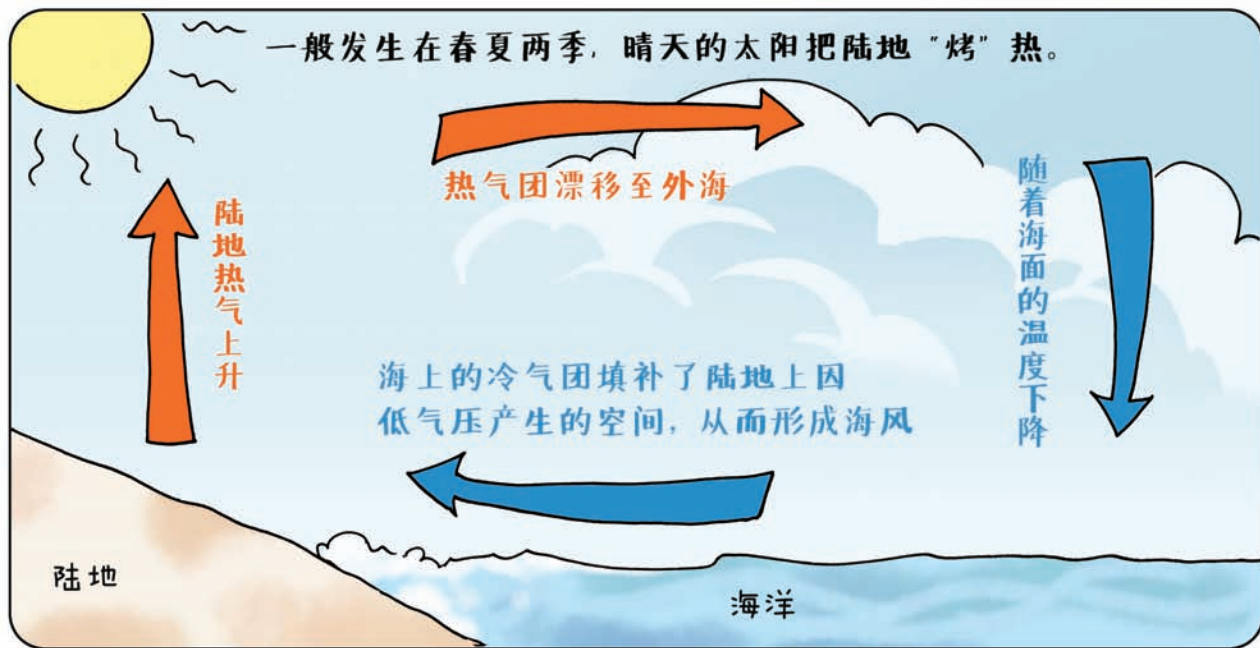 一般发生在春夏两季，晴天的太阳把陆地“烤”热。
热气团漂移至外海
陆地热气上升
随着海面的温度下降
海上的冷气团填补了陆地上因
低气压产生的空间，从而形成海风
陆地
海洋